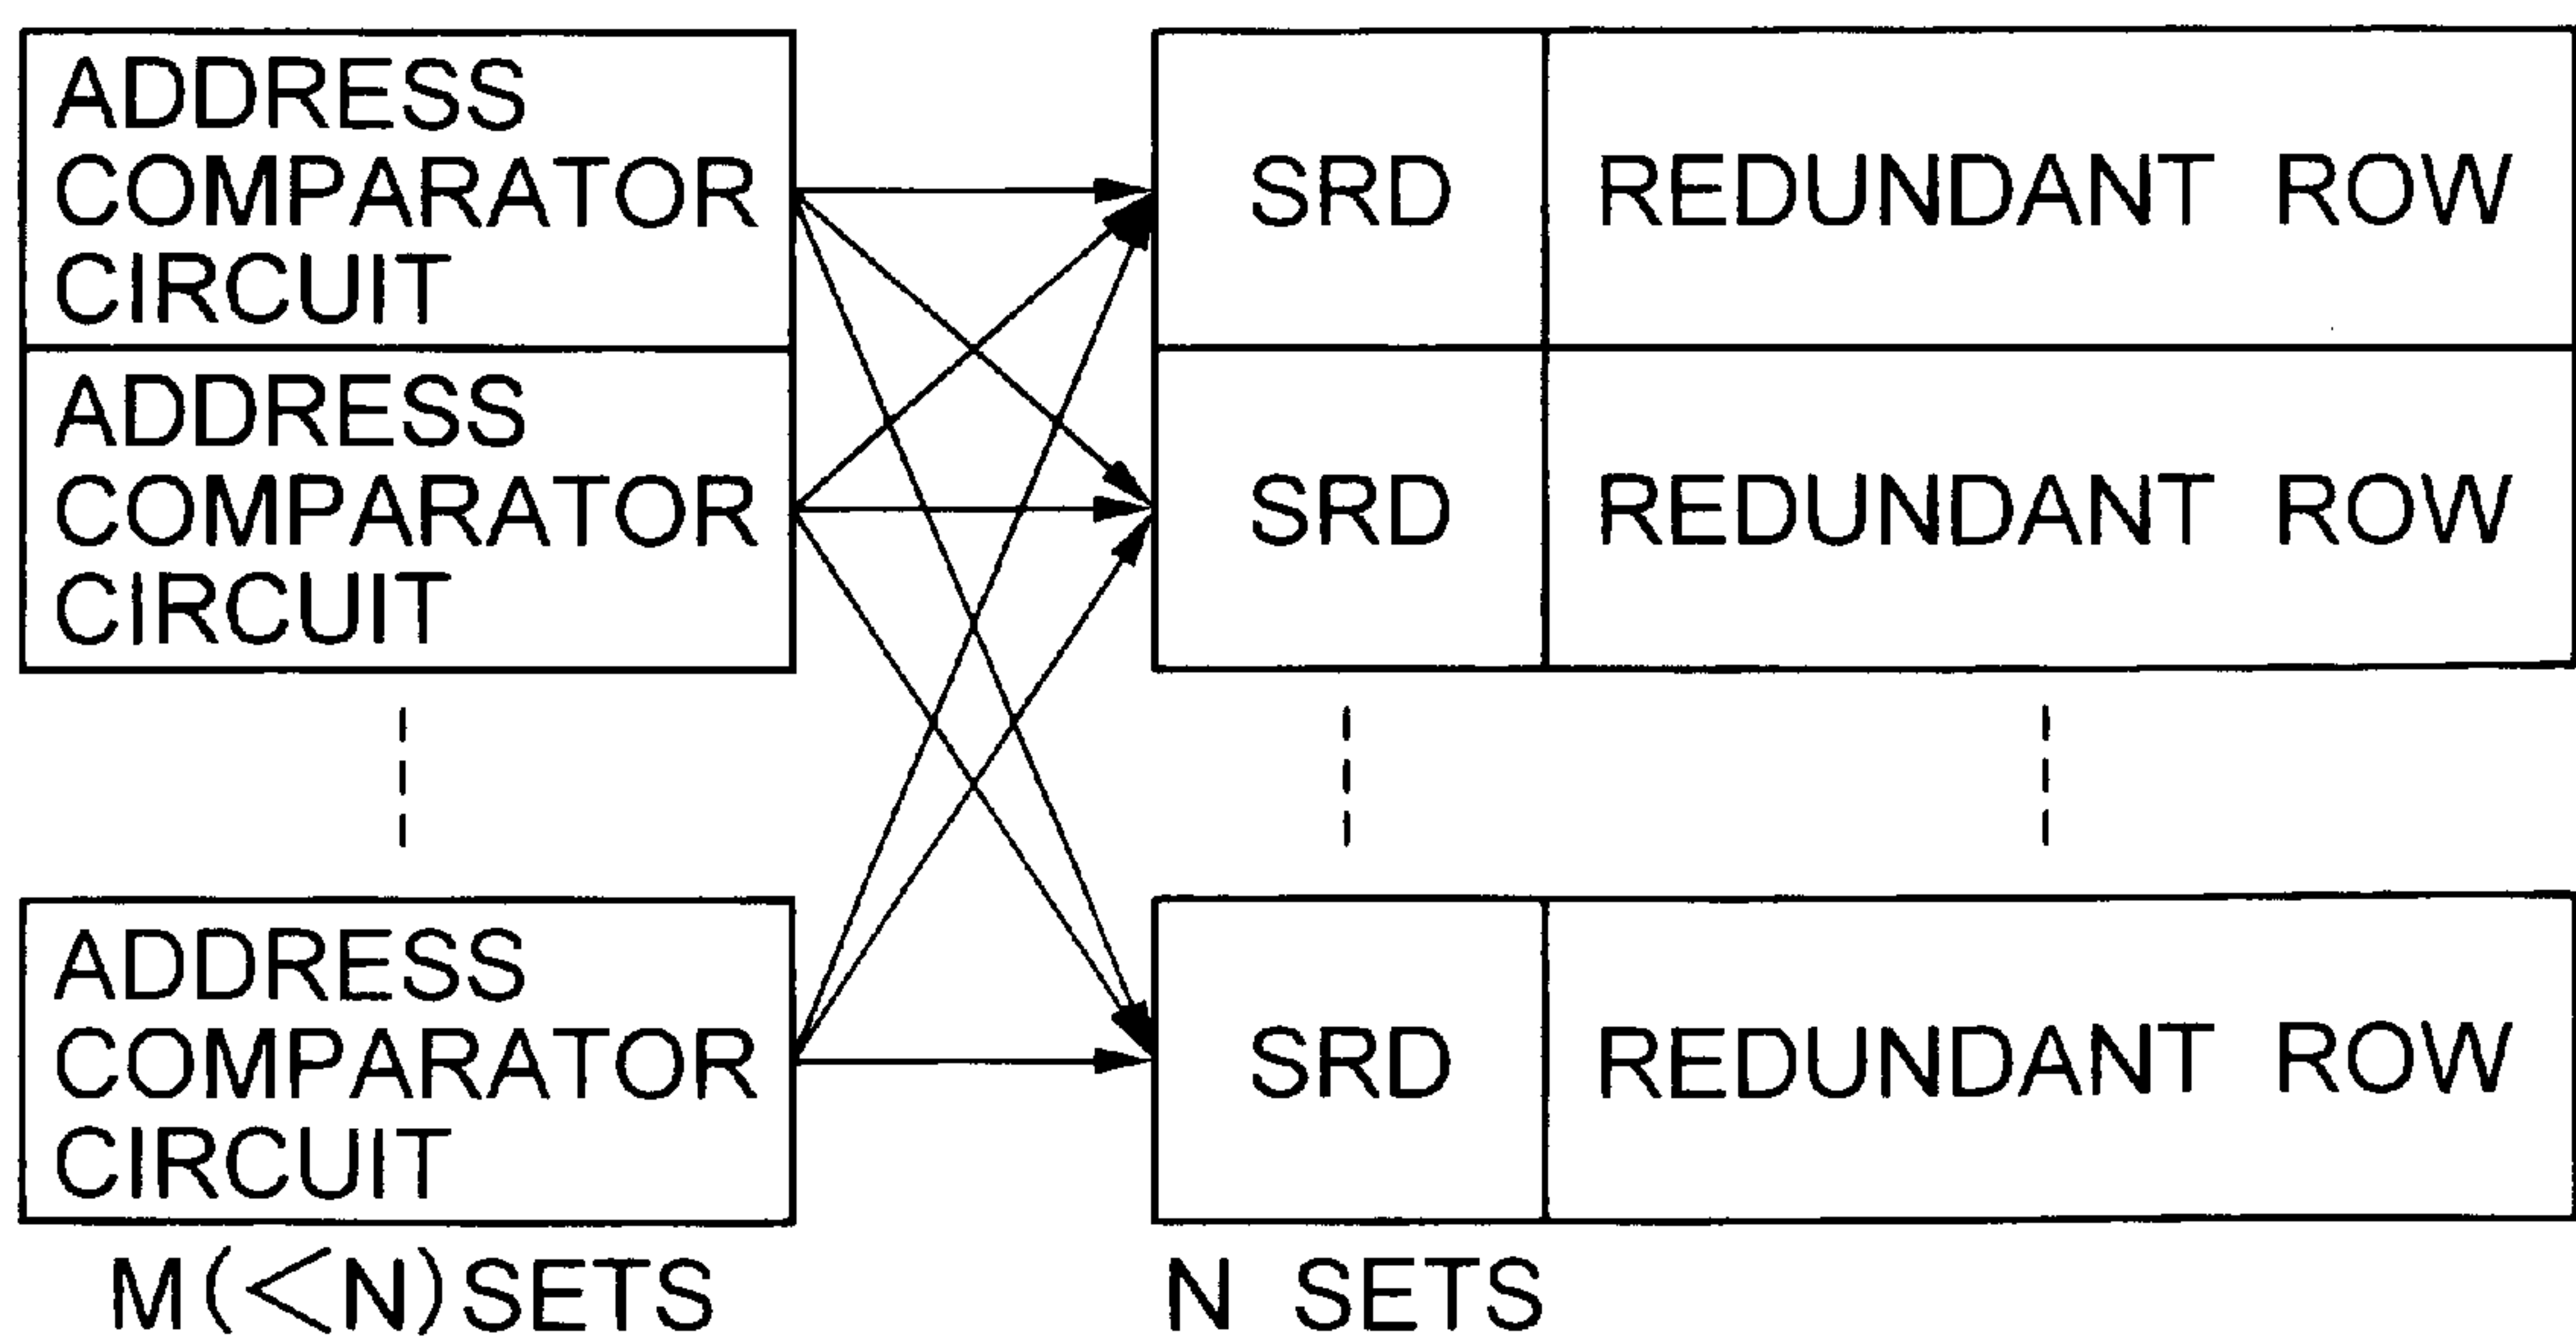 ADDRESS
COMPARATOR
CIRCUIT
SRD
REDUNDANT ROW
ADDRESS
COMPARATOR
CIRCUIT
SRD
REDUNDANT ROW
ADDRESS
COMPARATOR
CIRCUIT
SRD
REDUNDANT ROW
M(<N)SETS
N SETS